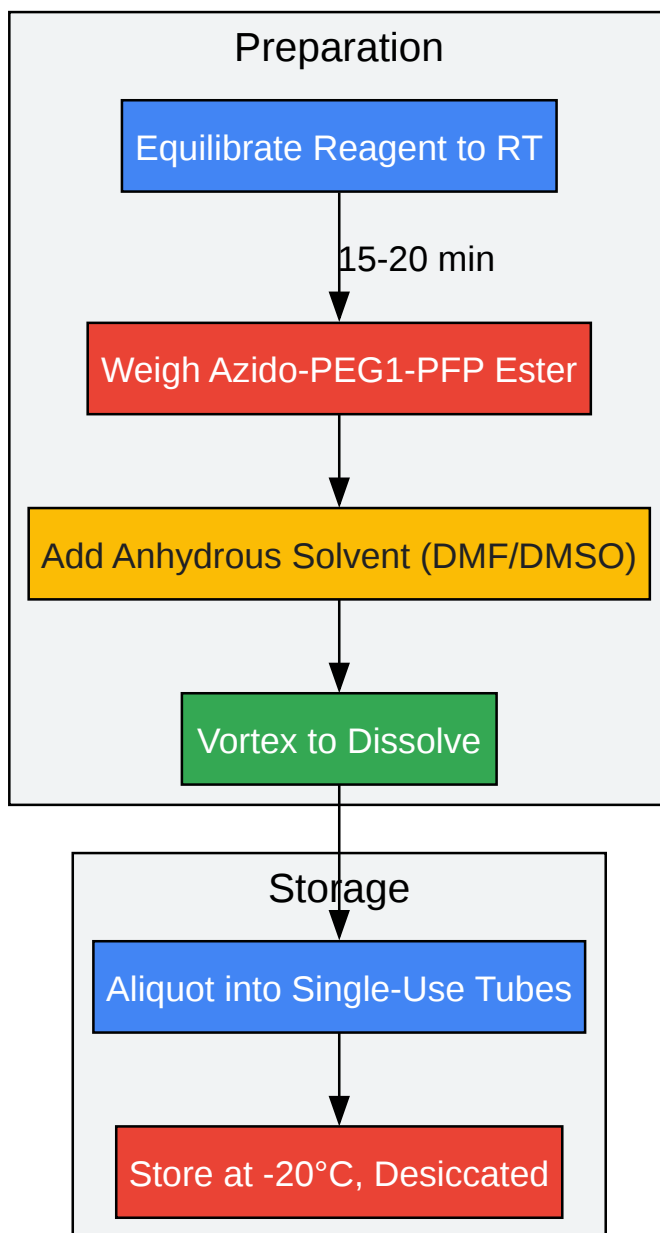 Preparation
Equilibrate Reagent to RT
15-20 min
Weigh Azido-PEG1-PFP Ester
Add Anhydrous Solvent (DMF/DMSO)
Vortex to Dissolve
Storage
Aliquot into Single-Use Tubes
Store at -20°C, Desiccated